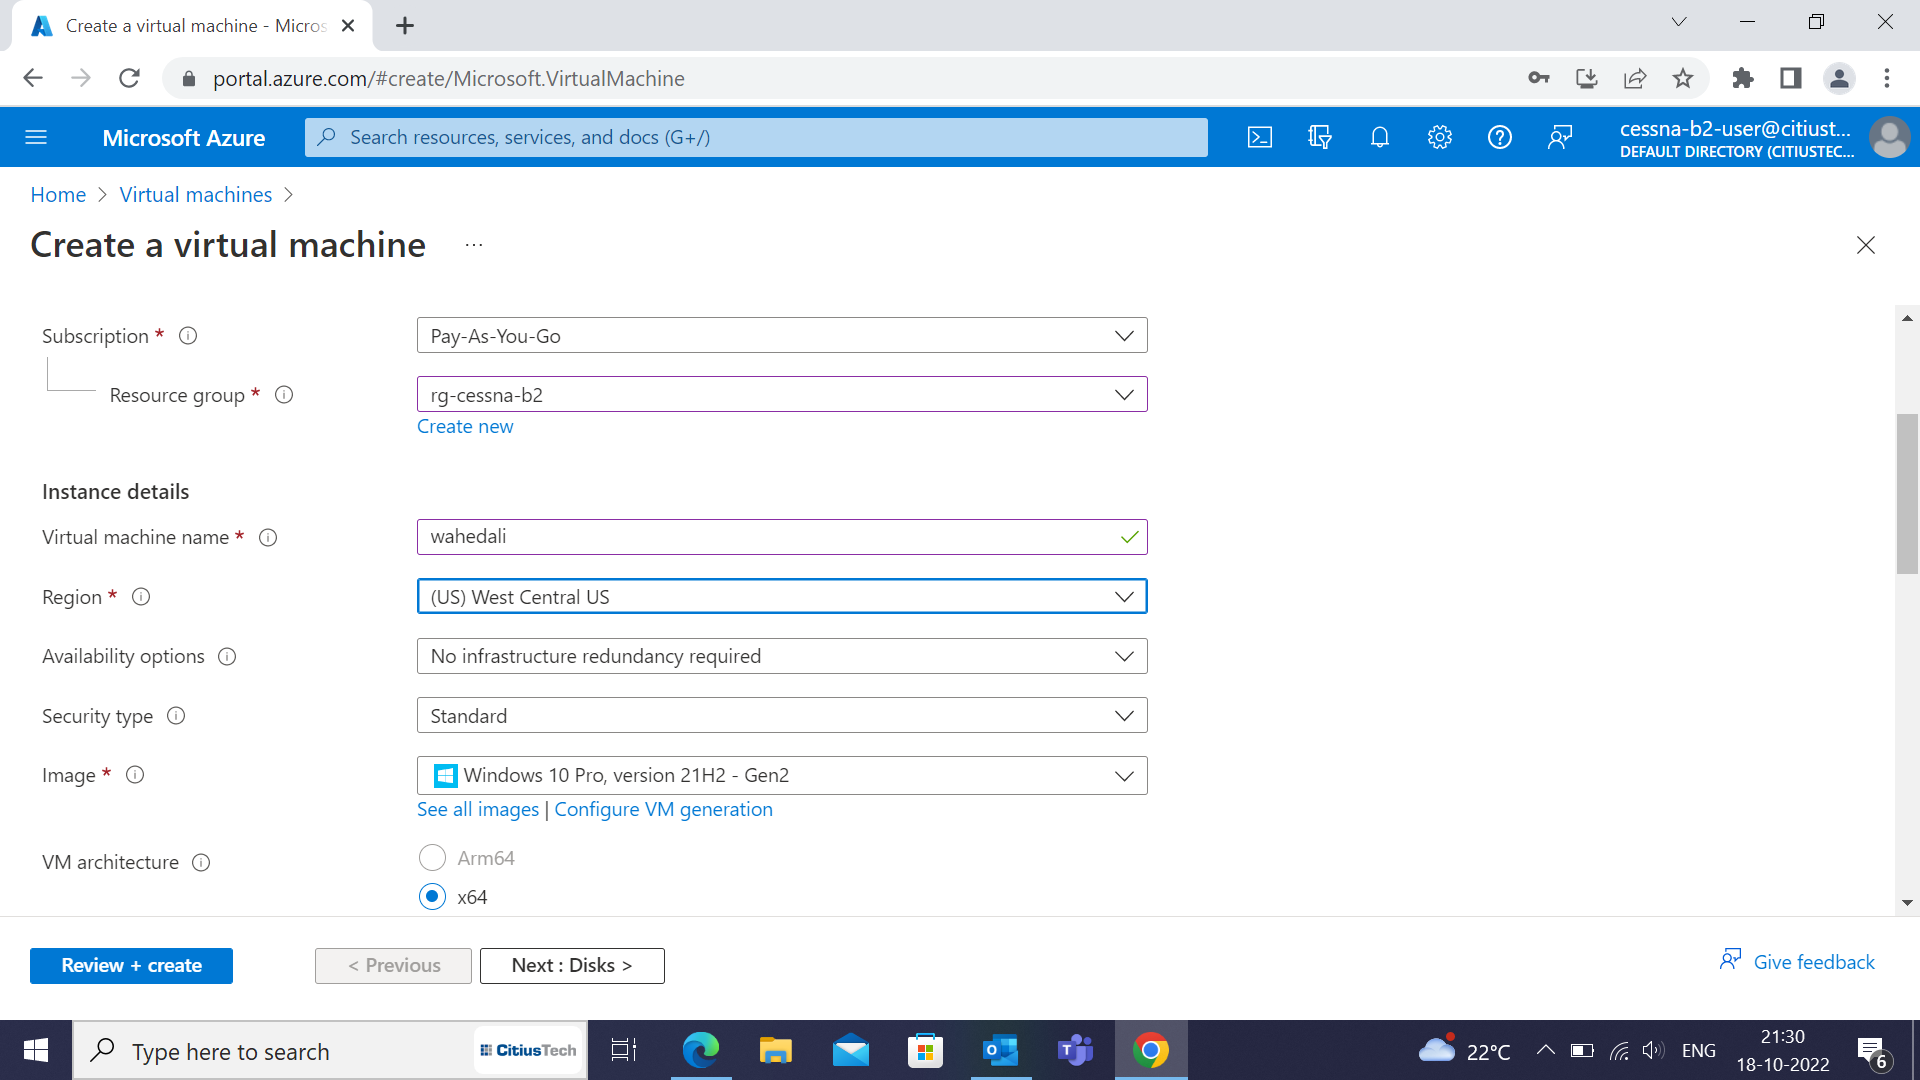 Create a virtual machine - Micros
portal.azure.com/#create/Microsoft.VirtualMachine
Microsoft Azure
Search resources, services, and docs (G+/)
cessna-b2-user@citiust...
DEFAULT DIRECTORY (CITIUSTEC...
Home > Virtual machines >
Create a virtual machine ...
Subscription * Pay-As-You-Go
Resource group * rg-cessna-b2
Create new
Instance details
Virtual machine name * wahedali
Region * (US) West Central US
Availability options No infrastructure redundancy required
Security type Standard
Image * Windows 10 Pro, version 21H2 - Gen2
See all images | Configure VM generation
VM architecture Arm64
x64
Review + create < Previous Next : Disks > Give feedback
Type here to search CitiusTech 22°C ENG 21:30
18-10-2022
6